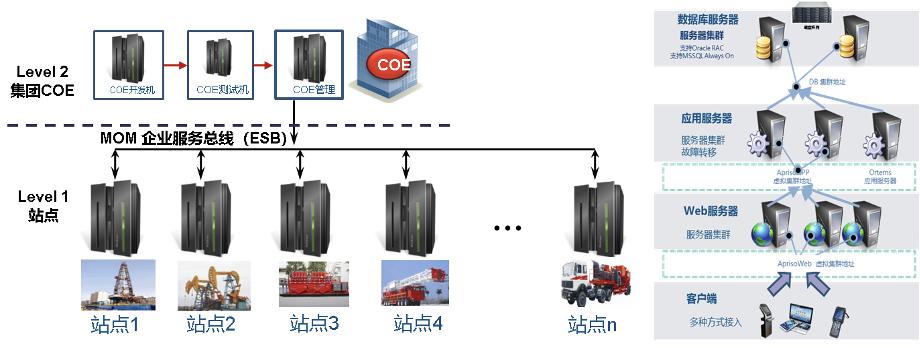 Level 2
集团COE
COE开发机
COE测试机
COE管理
COE
MOM 企业服务总线（ESB）
Level 1
站点
...
站点1
站点2
站点3
站点4
站点n
数据库服务器
服务器集群
支持Oracle RAC
支持MSSQL Always On
DB 集群地址
应用服务器
服务器集群
故障转移
虚拟集群地址
Ortems
应用服务器
Web服务器
服务器集群
AprisoWeb 虚拟集群地址
客户端
多种方式接入